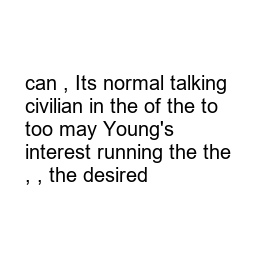 can , Its normal talking
civilian in the of the to
too may Young's
interest running the the
, , the desired